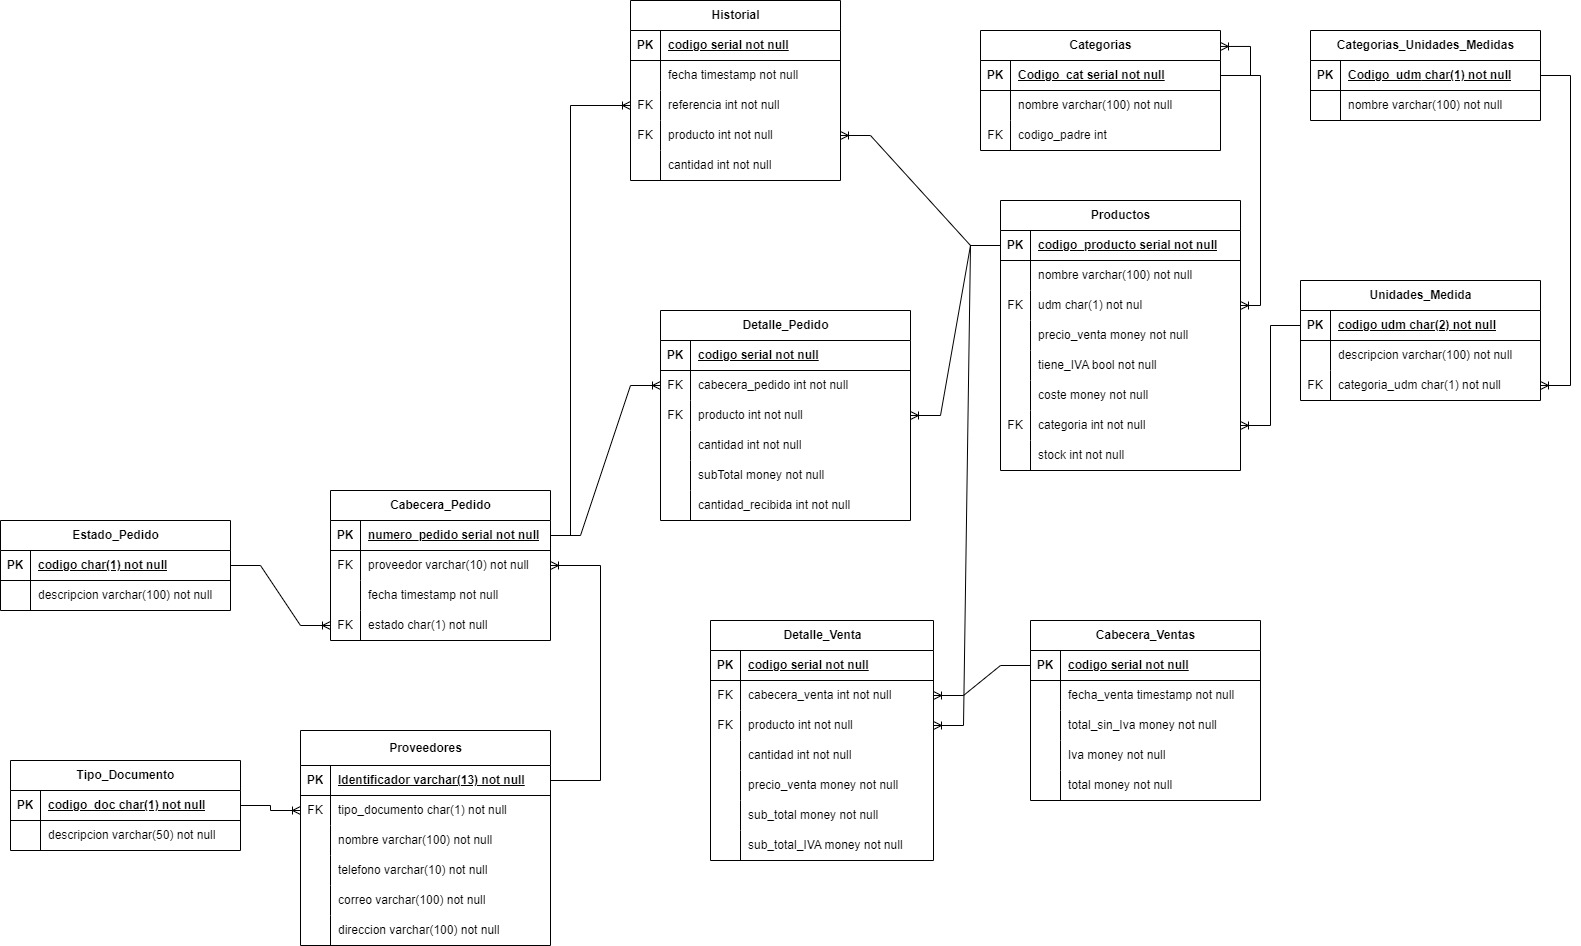 Historial
PK codigo serial not null
fecha timestamp not null
FK referencia int not null
FK producto int not null
cantidad int not null
Categorias
PK Codigo_cat serial not null
nombre varchar(100) not null
FK codigo_padre int
Categorias_Unidades_Medidas
PK Codigo_udm char(1) not null
nombre varchar(100) not null
Productos
PK codigo_producto serial not null
nombre varchar(100) not null
FK udm char(1) not nul
precio_venta money not null
tiene_IVA bool not null
coste money not null
FK categoria int not null
stock int not null
Unidades_Medida
PK codigo udm char(2) not null
descripcion varchar(100) not null
FK categoria_udm char(1) not null
Detalle_Pedido
PK codigo serial not null
FK cabecera_pedido int not null
FK producto int not null
cantidad int not null
subTotal money not null
cantidad_recibida int not null
Cabecera_Pedido
PK numero_pedido serial not null
FK proveedor varchar(10) not null
fecha timestamp not null
FK estado char(1) not null
Estado_Pedido
PK codigo char(1) not null
descripcion varchar(100) not null
Detalle_Venta
PK codigo serial not null
FK cabecera_venta int not null
FK producto int not null
cantidad int not null
precio_venta money not null
sub_total money not null
sub_total_IVA money not null
Cabecera_Ventas
PK codigo serial not null
fecha_venta timestamp not null
total_sin_Iva money not null
Iva money not null
total money not null
Proveedores
PK Identificador varchar(13) not null
FK tipo_documento char(1) not null
nombre varchar(100) not null
telefono varchar(10) not null
correo varchar(100) not null
direccion varchar(100) not null
Tipo_Documento
PK codigo_doc char(1) not null
descripcion varchar(50) not null